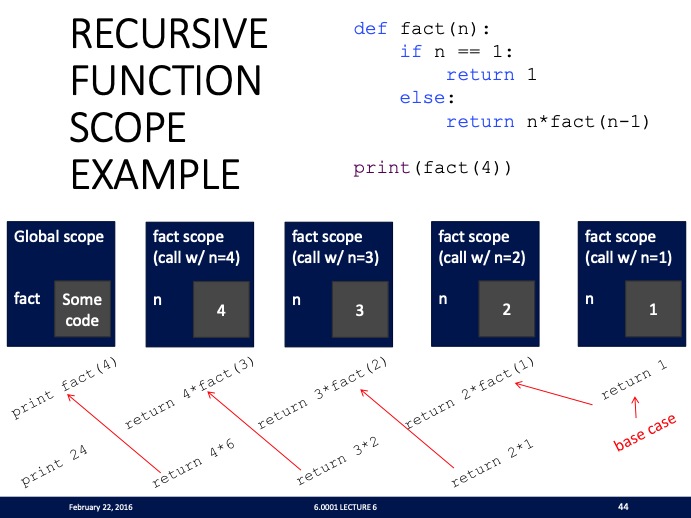 RECURSIVE
FUNCTION
SCOPE
EXAMPLE
def fact(n):
if n == 1:
return 1
else:
return n*fact(n-1)
print(fact(4))
Global scope
fact
Some
code
fact scope
(call w/ n=4)
n
4
fact scope
(call w/ n=3)
n
3
fact scope
(call w/ n=2)
n
2
fact scope
(call w/ n=1)
n
1
print fact(4)
return 4*fact(3)
return 3*fact(2)
return 2*fact(1)
return 1
base case
print 24
return 4*6
return 3*2
return 2*1
February 22, 2016
6.0001 LECTURE 6
44